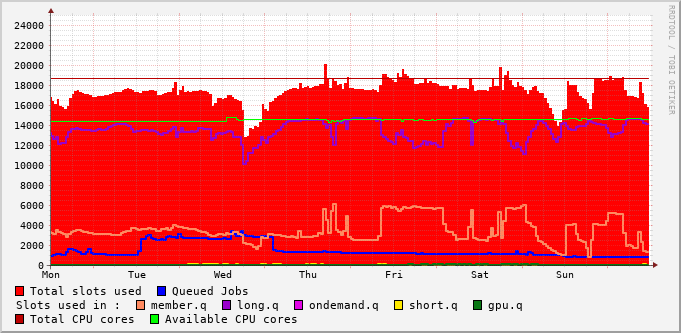 RRDTOOL / TOBI OETIKER
24000
22000
20000
18000
16000
14000
12000
10000
8000
6000
4000
2000
0
Mon Tue Wed Thu Fri Sat Sun
Total slots used Queued Jobs
Slots used in : member.q long.q ondemand.q short.q gpu.q
Total CPU cores Available CPU cores